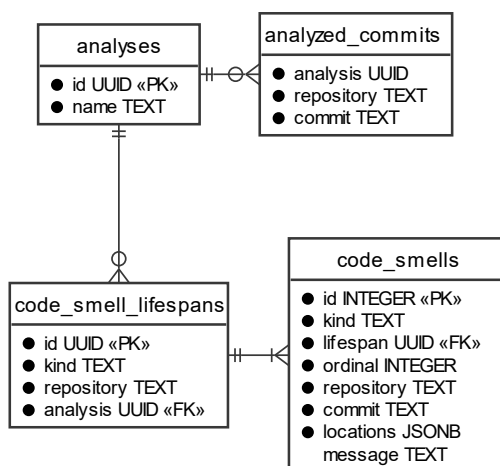 analyses
● id UUID «PK»
● name TEXT
analyzed_commits
● analysis UUID
● repository TEXT
● commit TEXT
code_smell_lifespans
● id UUID «PK»
● kind TEXT
● repository TEXT
● analysis UUID «FK»
code_smells
● id INTEGER «PK»
● kind TEXT
● lifespan UUID «FK»
● ordinal INTEGER
● repository TEXT
● commit TEXT
● locations JSONB
message TEXT